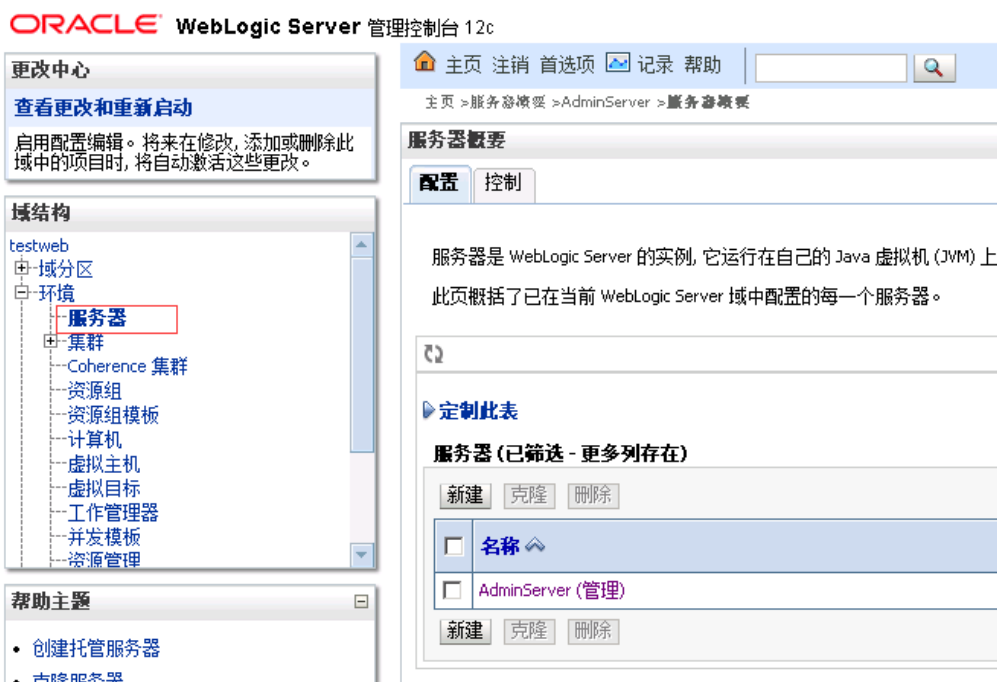 ORACLE WebLogic Server 管理控制台 12c
更改中心
查看更改和重新启动
启用配置编辑。将来在修改, 添加或删除此
域中的项目时, 将自动激活这些更改。
域结构
testweb
域分区
环境
服务器
集群
Coherence 集群
资源组
资源组模板
计算机
虚拟主机
虚拟目标
工作管理器
并发模板
资源管理
帮助主题
创建托管服务器
克隆服务器
主页 注销 首选项 记录 帮助
主页 >服务器概要 >AdminServer >服务器概要
服务器概要
配置 控制
服务器是 WebLogic Server 的实例, 它运行在自己的 Java 虚拟机 (JVM) 上
此页概括了已在当前 WebLogic Server 域中配置的每一个服务器。
定制此表
服务器 (已筛选 - 更多列存在)
新建 克隆 删除
名称
AdminServer (管理)
新建 克隆 删除